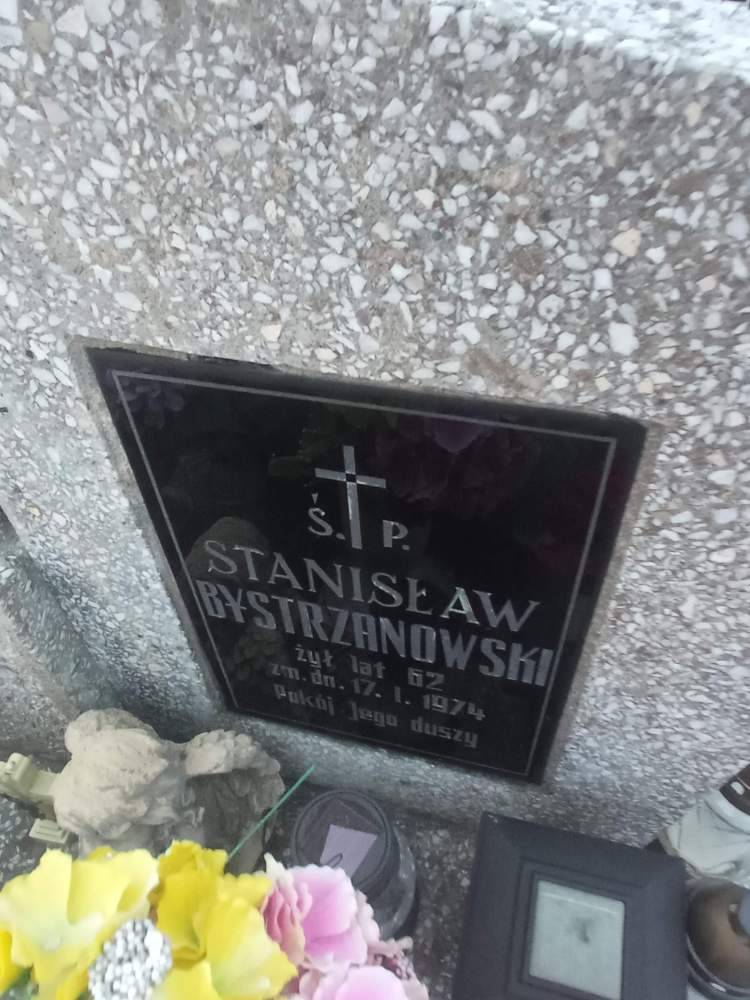 Ś. P.
STANISŁAW
BYSTRZANOWSKI
żył lat 62
zm. dn. 17. I. 1974
Pokój Jego duszy